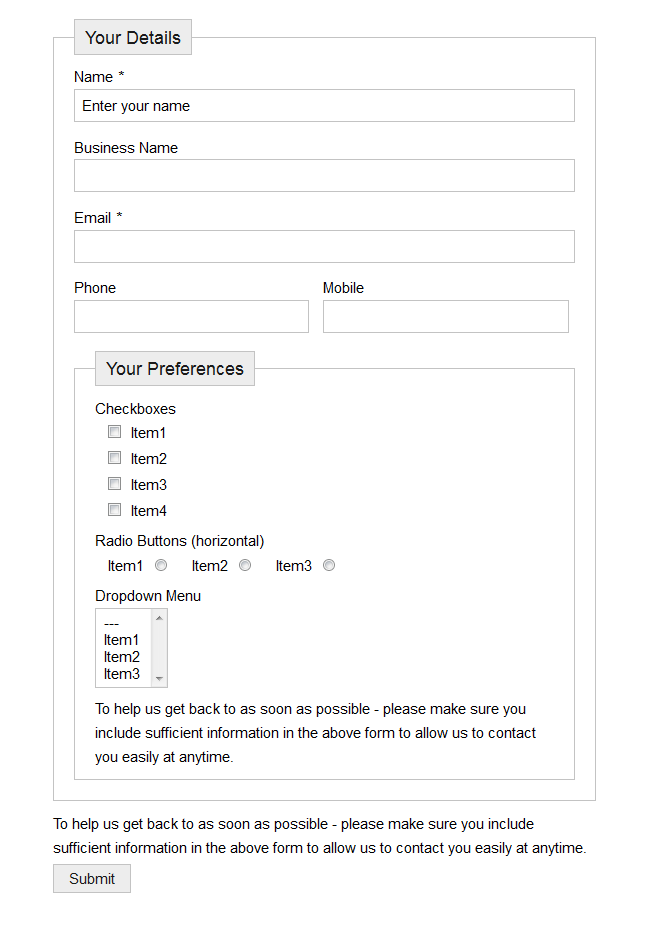 Your Details
Name *
Enter your name
Business Name
Email *
Phone Mobile
Your Preferences
Checkboxes
Item1
Item2
Item3
Item4
Radio Buttons (horizontal)
Item1 Item2 Item3
Dropdown Menu
---
Item1
Item2
Item3
To help us get back to as soon as possible - please make sure you
include sufficient information in the above form to allow us to contact
you easily at anytime.
To help us get back to as soon as possible - please make sure you include
sufficient information in the above form to allow us to contact you easily at anytime.
Submit